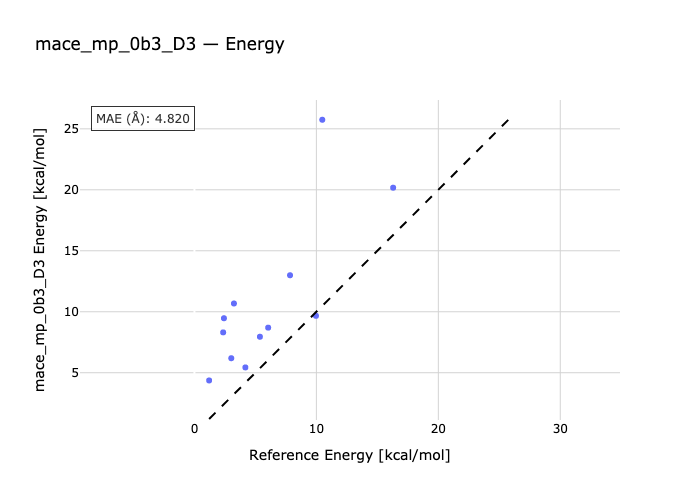 mace_mp_0b3_D3 — Energy
MAE (Å): 4.820
mace_mp_0b3_D3 Energy [kcal/mol]
25
20
15
10
5
0
10
20
30
Reference Energy [kcal/mol]